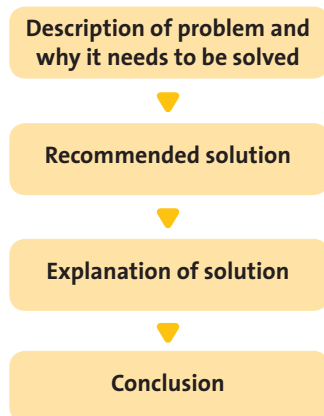 Description of problem and
why it needs to be solved
Recommended solution
Explanation of solution
Conclusion